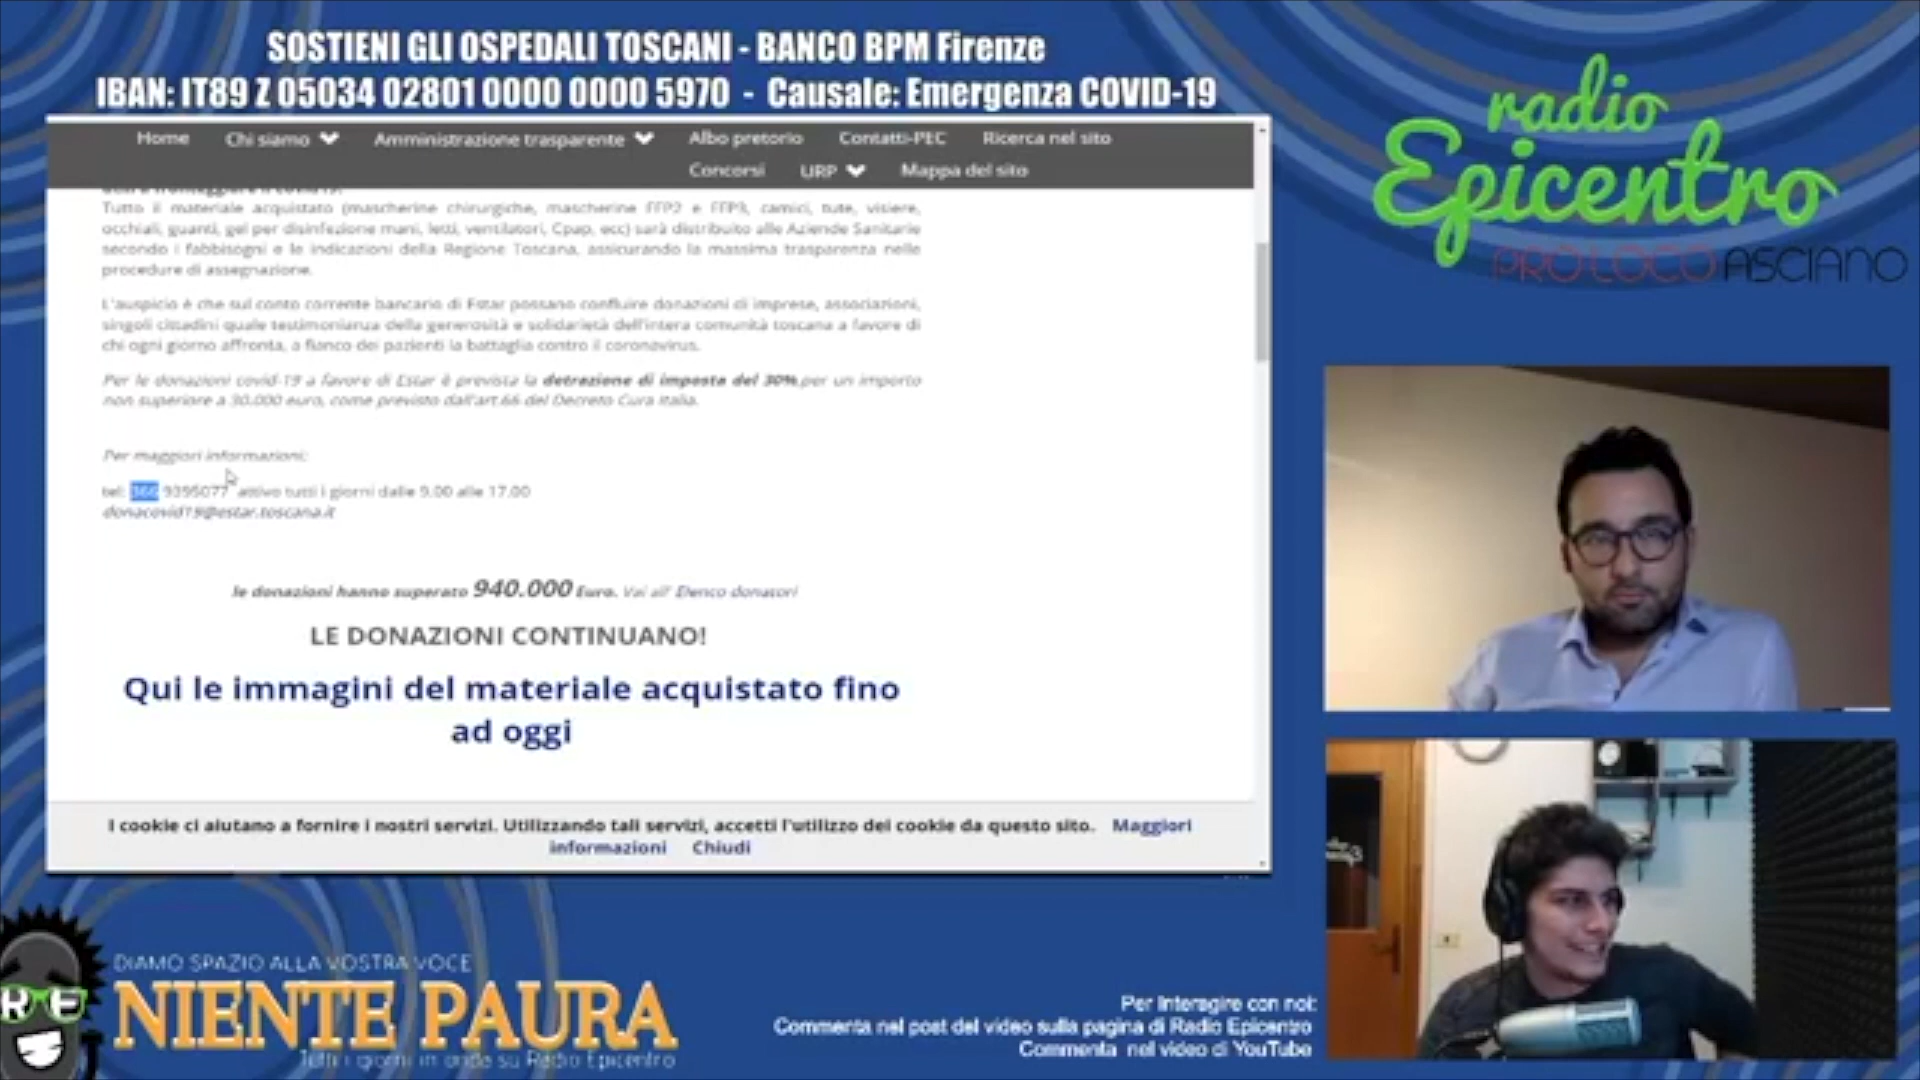 SOSTIENI GLI OSPEDALI TOSCANI - BANCO BPM Firenze
IBAN: IT89 Z 05034 02801 0000 0000 5970 - Causale: Emergenza COVID-19
Home Chi siamo Amministrazione trasparente Albo pretorio Contatti-PEC Ricerca nel sito
Concorsi URP Mappa del sito
Tutto il materiale acquistato (mascherine chirurgiche, mascherine FFP2 e FFP3, camici, tute, visiere,
occhiali, guanti, gel per disinfezione mani, letti, ventilatori, Cpap, ecc) sarà distribuito alle Aziende Sanitarie
secondo i fabbisogni e le indicazioni della Regione Toscana, assicurando la massima trasparenza nelle
procedure di assegnazione.
L'auspicio è che sul conto corrente bancario di Estar possano confluire donazioni di imprese, associazioni,
singoli cittadini quale testimonianza della generosità e solidarietà dell'intera comunità toscana a favore di
chi ogni giorno affronta, a fianco dei pazienti la battaglia contro il coronavirus.
Per le donazioni covid-19 a favore di Estar è prevista la detrazione di imposta del 30% per un importo
non superiore a 30.000 euro, come previsto dall'art.66 del Decreto Cura Italia.
Per maggiori informazioni:
tel: 366 9395077 attivo tutti i giorni dalle 9.00 alle 17.00
donacovid19@estar.toscana.it
le donazioni hanno superato 940.000 Euro. Vai all' Elenco donatori
LE DONAZIONI CONTINUANO!
Qui le immagini del materiale acquistato fino
ad oggi
I cookie ci aiutano a fornire i nostri servizi. Utilizzando tali servizi, accetti l'utilizzo dei cookie da questo sito. Maggiori
informazioni Chiudi
radio
Epicentro
PRO LOCO ASCIANO
R E
DIAMO SPAZIO ALLA VOSTRA VOCE
NIENTE PAURA
Tutti i giorni in onda su Radio Epicentro
Per Interagire con noi:
Commenta nel post del video sulla pagina di Radio Epicentro
Commenta nel video di YouTube